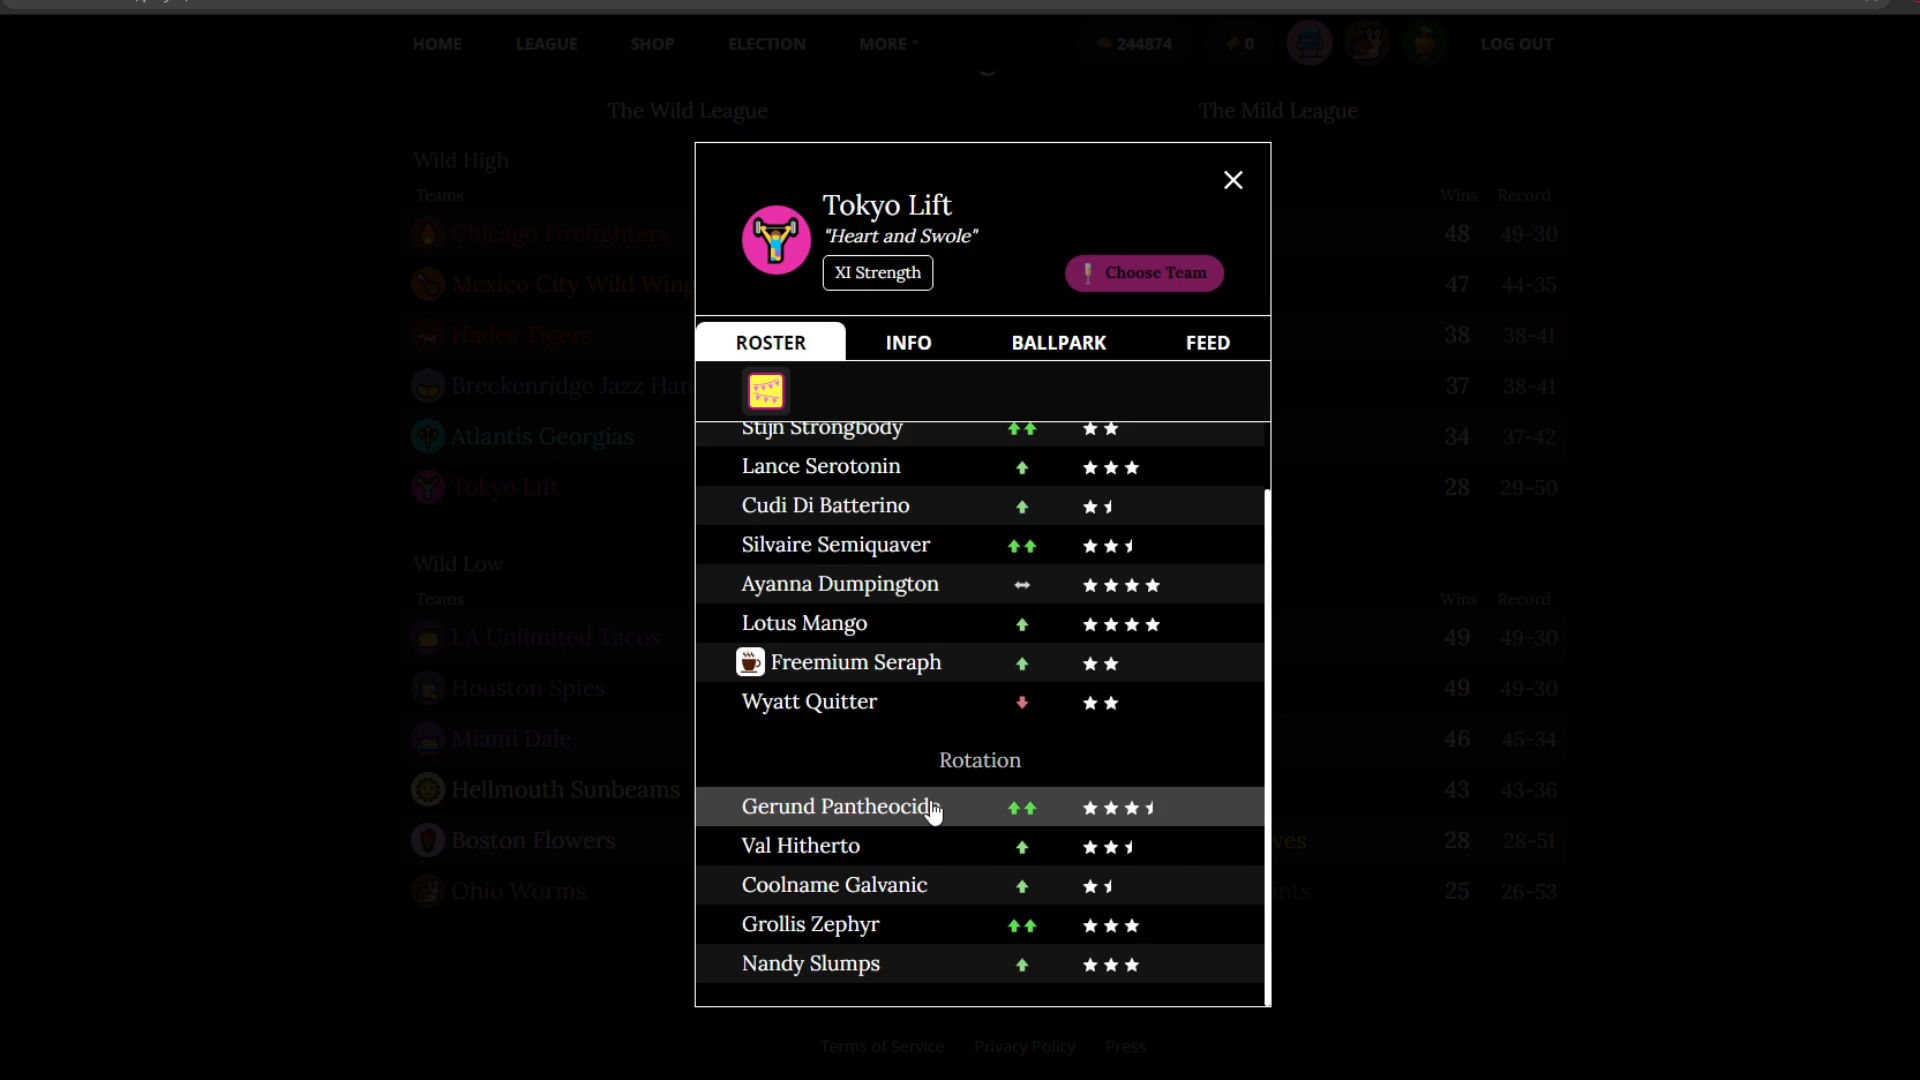 HOME LEAGUE SHOP ELECTION MORE 244874 0 LOG OUT
The Wild League The Mild League
Wild High
Teams Wins Record
Chicago Firefighters 48 49-30
Mexico City Wild Wing 47 44-35
Hades Tigers 38 38-41
Breckenridge Jazz Han 37 38-41
Atlantis Georgias 34 37-42
Tokyo Lift 28 29-50
Wild Low
Teams Wins Record
LA Unlimited Tacos 49 49-30
Houston Spies 49 49-30
Miami Dale 46 45-34
Hellmouth Sunbeams 43 43-36
Boston Flowers ves 28 28-51
Ohio Worms ints 25 26-53
Tokyo Lift
"Heart and Swole"
XI Strength Choose Team
ROSTER INFO BALLPARK FEED
Stijn Strongbody
Lance Serotonin
Cudi Di Batterino
Silvaire Semiquaver
Ayanna Dumpington
Lotus Mango
Freemium Seraph
Wyatt Quitter
Rotation
Gerund Pantheocide
Val Hitherto
Coolname Galvanic
Grollis Zephyr
Nandy Slumps
Terms of Service Privacy Policy Press